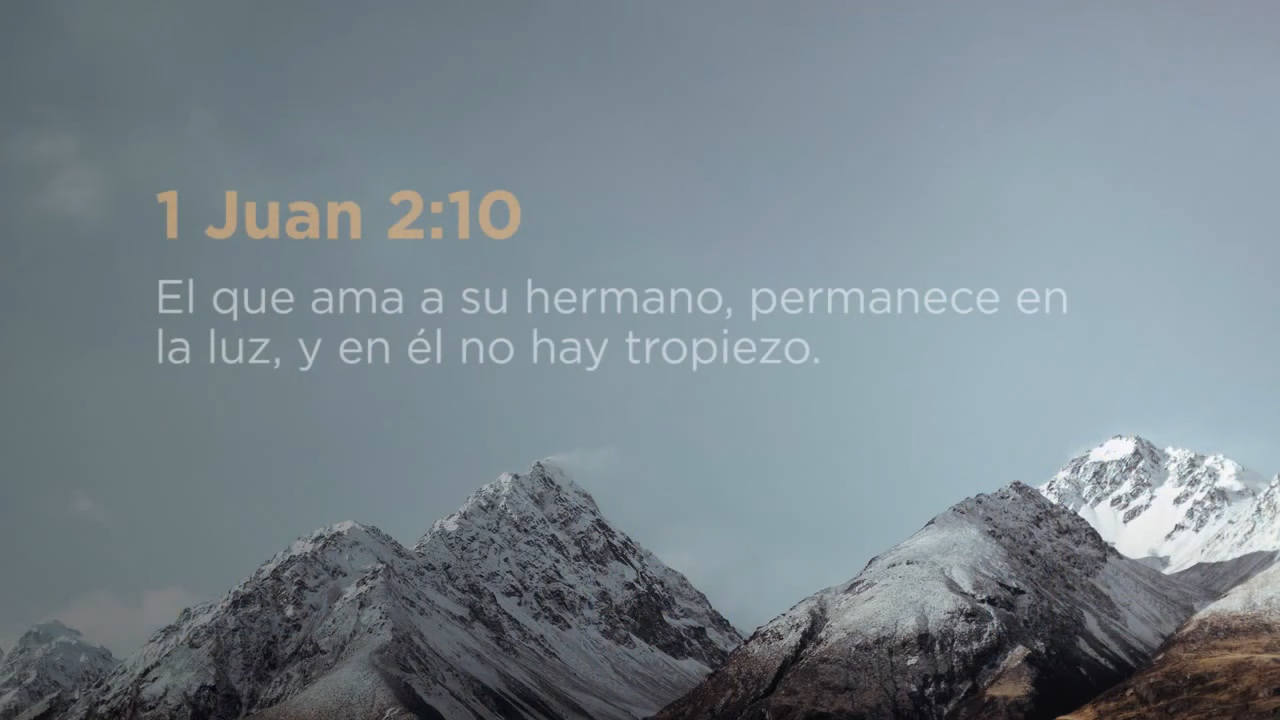 1 Juan 2:10
El que ama a su hermano, permanece en
la luz, y en él no hay tropiezo.